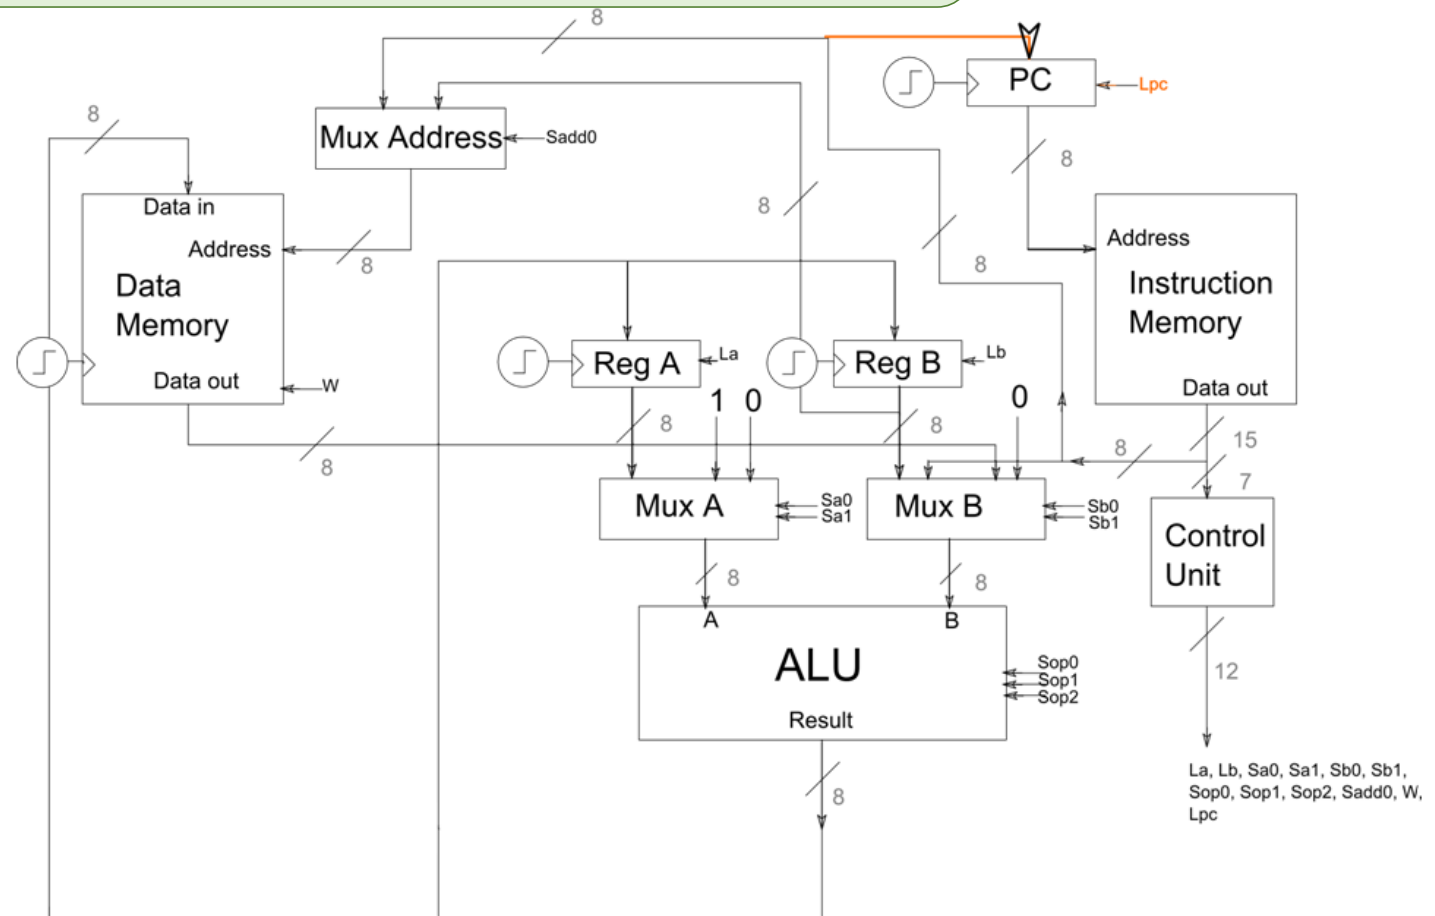 8
PC
Lpc
8
Mux Address
Sadd0
8
8
Data in
Address
8
Data
Memory
Data out
W
8
8
Address
Instruction
Memory
Data out
Reg A
La
Reg B
Lb
1 0
0
8
8
8
15
8
7
Mux A
Sa0
Sa1
Mux B
Sb0
Sb1
Control
Unit
8
8
A
B
ALU
Sop0
Sop1
Sop2
Result
12
8
La, Lb, Sa0, Sa1, Sb0, Sb1,
Sop0, Sop1, Sop2, Sadd0, W,
Lpc